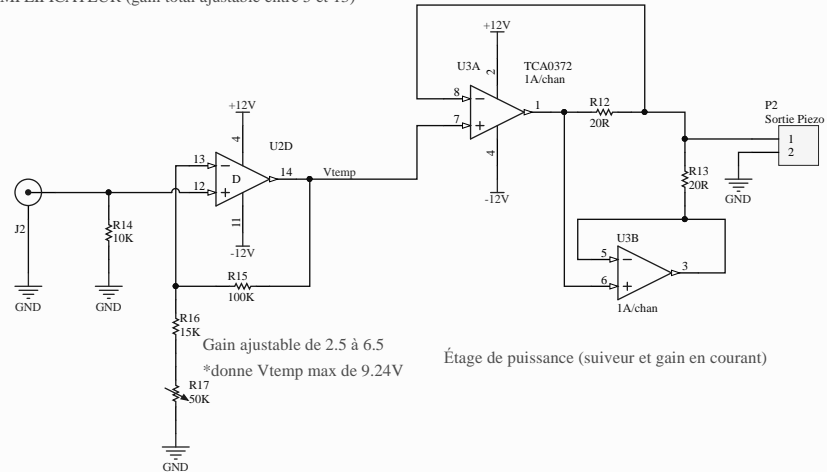 (gain total ajustable entre 5 et 13)
+12V
U3A
TCA0372
1A/chan
2
8
7
1
4
-12V
R12
20R
P2
Sortie Piezo
1
2
GND
R13
20R
U3B
5
6
3
1A/chan
+12V
4
U2D
13
12
D
14
Vtemp
11
-12V
J2
R14
10K
GND
GND
R15
100K
R16
15K
R17
50K
GND
Gain ajustable de 2.5 à 6.5
*donne Vtemp max de 9.24V
Étage de puissance (suiveur et gain en courant)